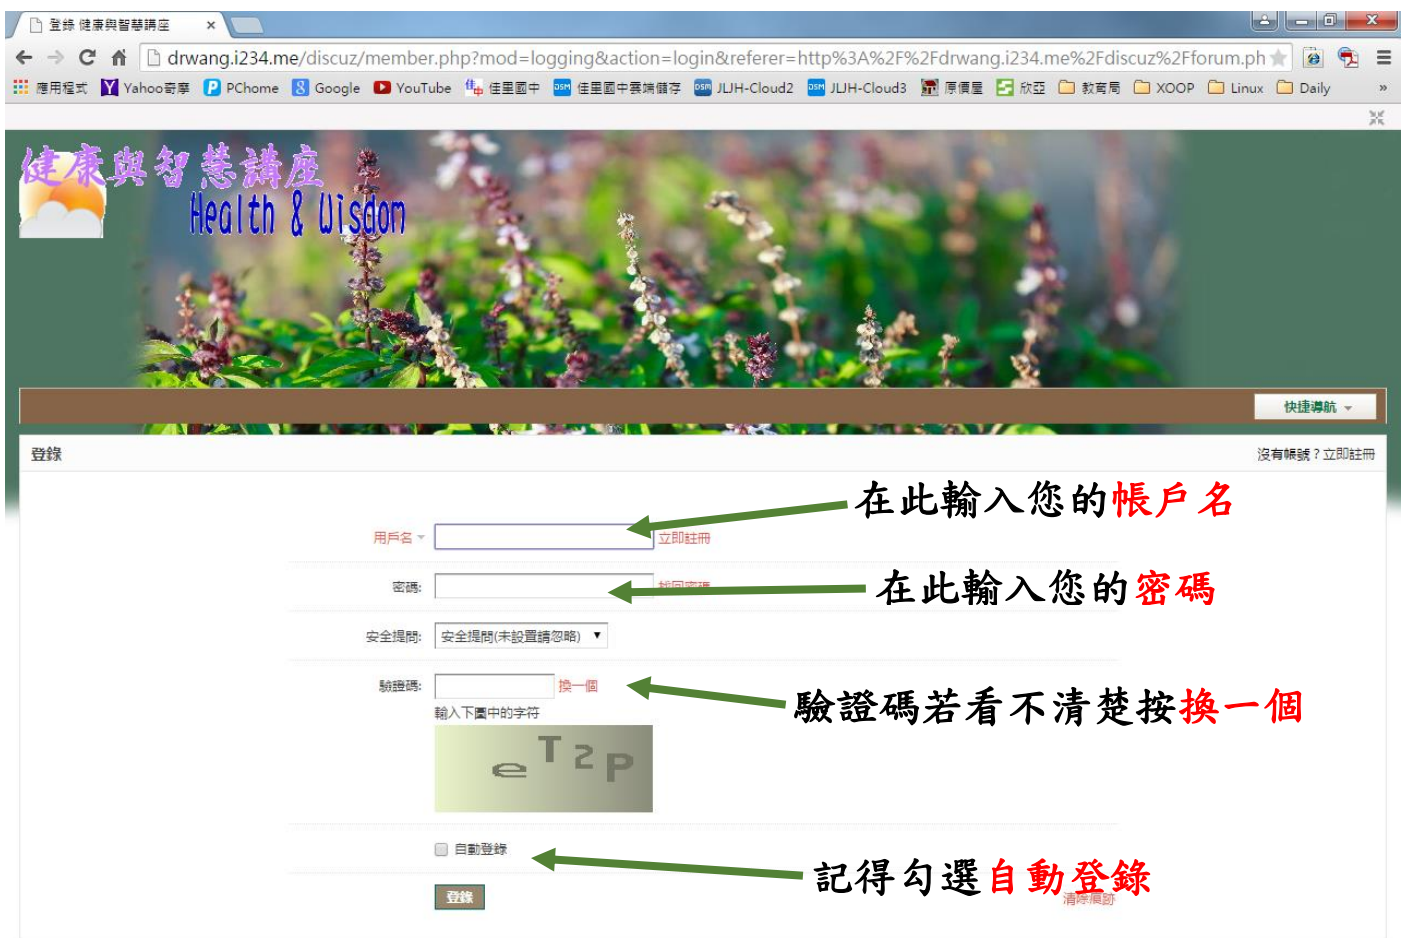 登錄 健康與智慧講座
drwang.i234.me/discuz/member.php?mod=logging&action=login&referer=http%3A%2F%2Fdrwang.i234.me%2Fdiscuz%2Fforum.ph
應用程式 Yahoo奇摩 PChome Google YouTube 佳里國中 佳里國中雲端儲存 JLJH-Cloud2 JLJH-Cloud3 原價屋 欣亞 教育局 XOOP Linux Daily »
健康與智慧講座
Health & Wisdom
快捷導航
登錄 沒有帳號？立即註冊
在此輸入您的帳戶名
用戶名 立即註冊
在此輸入您的密碼
密碼: 找回密碼
安全提問: 安全提問(未設置請忽略)
驗證碼: 換一個
驗證碼若看不清楚按換一個
輸入下圖中的字符
eT2P
自動登錄
記得勾選自動登錄
登錄 清除痕跡